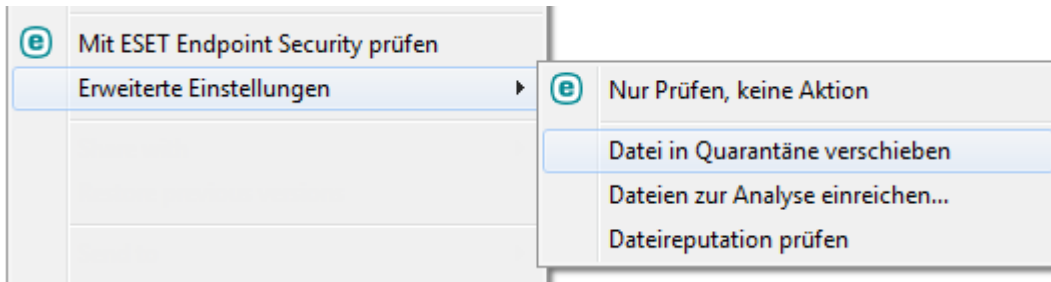 Mit ESET Endpoint Security prüfen
Erweiterte Einstellungen
Nur Prüfen, keine Aktion
Datei in Quarantäne verschieben
Dateien zur Analyse einreichen...
Dateireputation prüfen